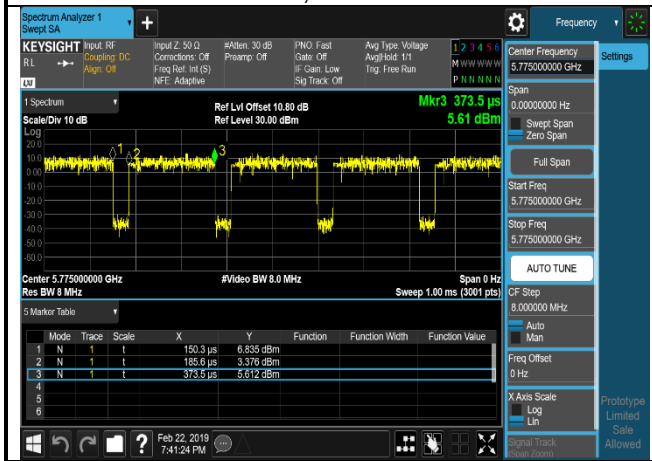 Spectrum Analyzer 1
Swept SA
Frequency
KEYSIGHT
RL
Input: RF
Coupling: DC
Align: Off
Input Z: 50 Ω
Corrections: Off
Freq Ref: Int (S)
NFE: Adaptive
#Atten: 30 dB
Preamp: Off
PNO: Fast
Gate: Off
IF Gain: Low
Sig Track: Off
Avg Type: Voltage
Avg|Hold: 1/1
Trig: Free Run
1 2 3 4 5 6
M W W W W W
P N N N N N
LXI
1 Spectrum
Scale/Div 10 dB
Ref Lvl Offset 10.80 dB
Ref Level 30.00 dBm
Mkr3 373.5 µs
5.61 dBm
Log
20.0
10.0
0.00
-10.0
-20.0
-30.0
-40.0
-50.0
-60.0
1
2
3
Center 5.775000000 GHz
Res BW 8 MHz
#Video BW 8.0 MHz
Span 0 Hz
Sweep 1.00 ms (3001 pts)
5 Marker Table
Mode Trace Scale X Y Function Function Width Function Value
1 N 1 t 150.3 µs 6.835 dBm
2 N 1 t 185.6 µs 3.376 dBm
3 N 1 t 373.5 µs 5.612 dBm
4
5
6
?
Feb 22, 2019
7:41:24 PM
Center Frequency
5.775000000 GHz
Settings
Span
0.00000000 Hz
Swept Span
Zero Span
Full Span
Start Freq
5.775000000 GHz
Stop Freq
5.775000000 GHz
AUTO TUNE
CF Step
8.000000 MHz
Auto
Man
Freq Offset
0 Hz
X Axis Scale
Log
Lin
Signal Track
(Span Zoom)
Prototype
Limited
Sale
Allowed